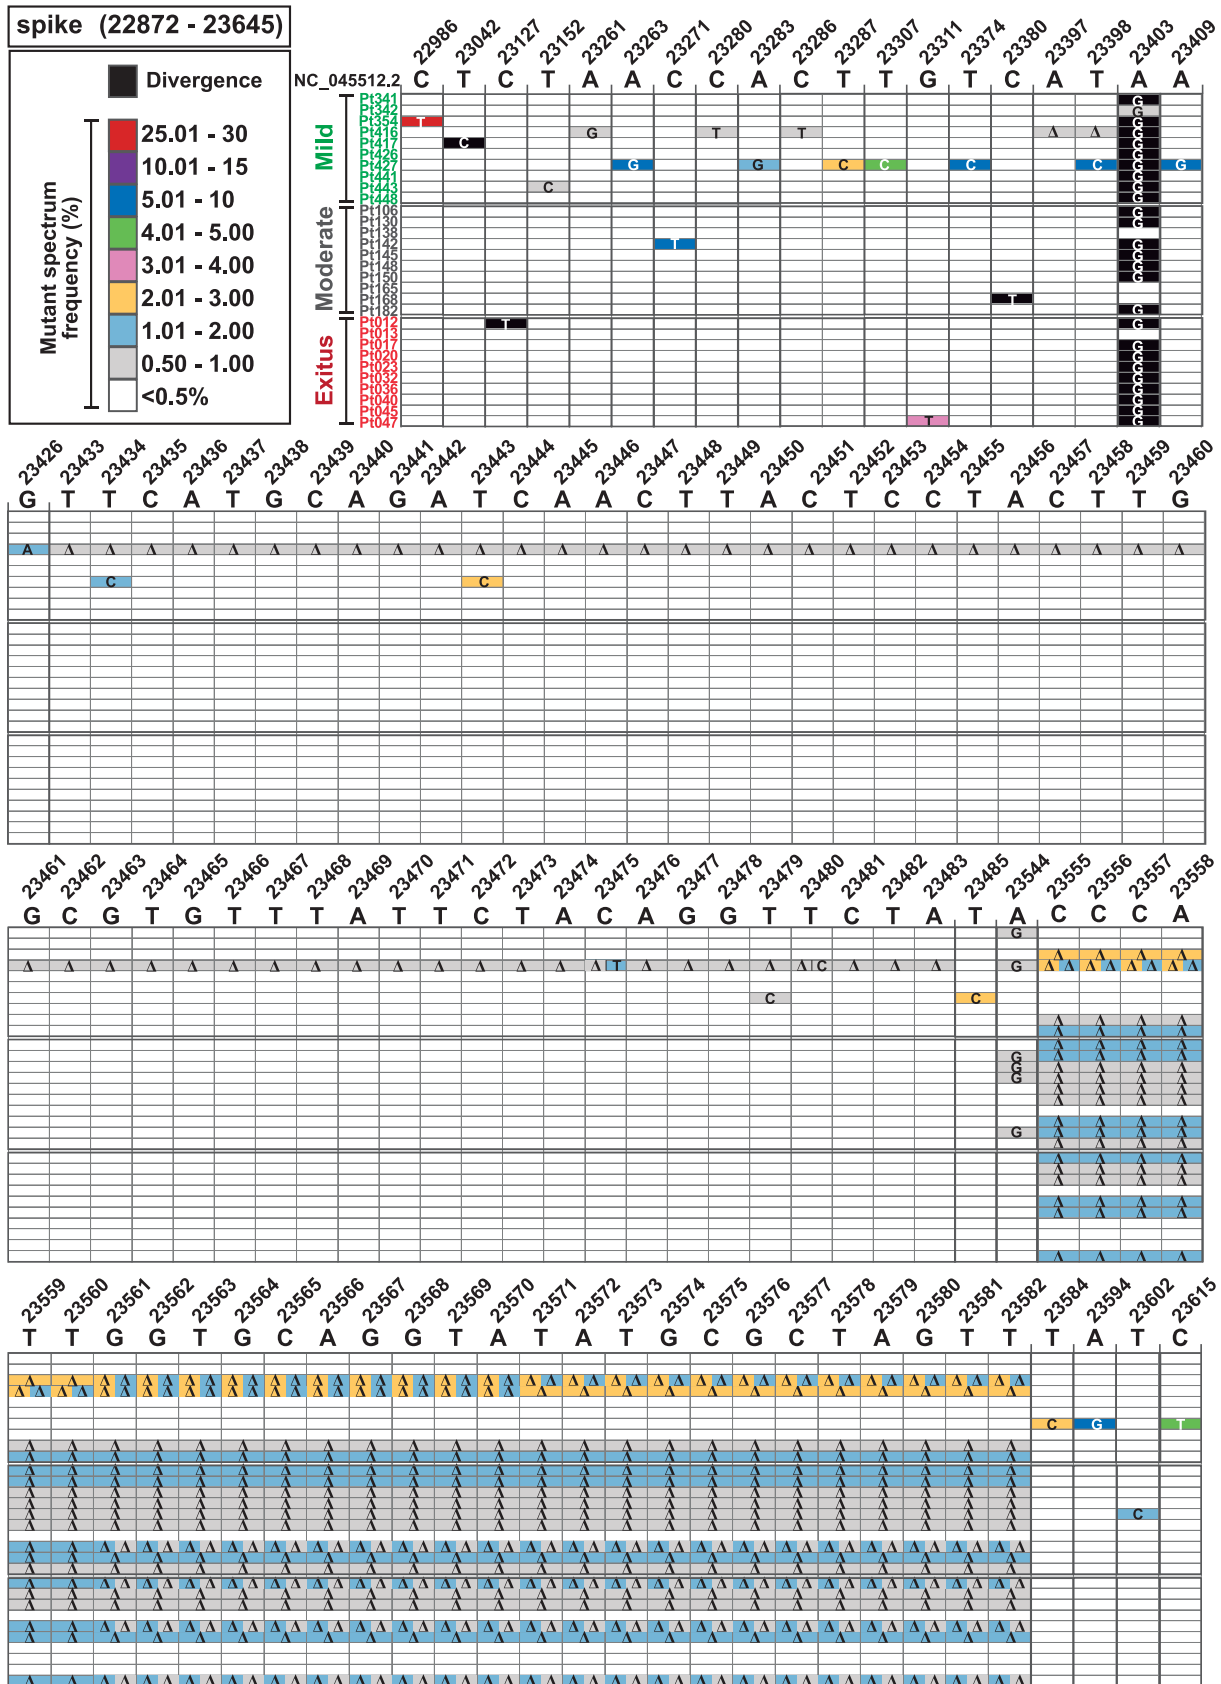 spike (22872 - 23645)
Divergence
Mutant spectrum frequency (%)
25.01 - 30
10.01 - 15
5.01 - 10
4.01 - 5.00
3.01 - 4.00
2.01 - 3.00
1.01 - 2.00
0.50 - 1.00
<0.5%
22986 23042 23127 23152 23261 23263 23271 23280 23283 23286 23287 23307 23311 23374 23380 23397 23398 23403 23409
NC_045512.2 C T C T A A C C A C T T G T C A T A A
Mild
Pt341 G
Pt342 G
Pt354 T G
Pt416 G T T Δ Δ G
Pt417 C G
Pt426 G
Pt427 G G C C C C G G
Pt441 G
Pt443 C G
Pt448 G
Moderate
Pt106 G
Pt130 G
Pt138
Pt142 T G
Pt145 G
Pt148 G
Pt150 G
Pt165
Pt168 T
Pt182 G
Exitus
Pt012 T G
Pt013
Pt017 G
Pt020 G
Pt023 G
Pt032 G
Pt036 G
Pt040 G
Pt045 G
Pt047 T G
23426 23433 23434 23435 23436 23437 23438 23439 23440 23441 23442 23443 23444 23445 23446 23447 23448 23449 23450 23451 23452 23453 23454 23455 23456 23457 23458 23459 23460
G T T C A T G C A G A T C A A C T T A C T C C T A C T T G
A Δ Δ Δ Δ Δ Δ Δ Δ Δ Δ Δ Δ Δ Δ Δ Δ Δ Δ Δ Δ Δ Δ Δ Δ Δ Δ Δ Δ
C C
23461 23462 23463 23464 23465 23466 23467 23468 23469 23470 23471 23472 23473 23474 23475 23476 23477 23478 23479 23480 23481 23482 23483 23485 23544 23555 23556 23557 23558
G C G T G T T T A T T C T A C A G G T T C T A T A C C C A
G
Δ Δ Δ Δ
Δ Δ Δ Δ Δ Δ Δ Δ Δ Δ Δ Δ Δ Δ Δ T Δ Δ Δ Δ Δ C Δ Δ Δ G Δ Δ Δ Δ Δ Δ Δ Δ
C C
Δ Δ Δ Δ
Δ Δ Δ Δ
Δ Δ Δ Δ
G Δ Δ Δ Δ
G Δ Δ Δ Δ
G Δ Δ Δ Δ
Δ Δ Δ Δ
Δ Δ Δ Δ
Δ Δ Δ Δ
G Δ Δ Δ Δ
Δ Δ Δ Δ
Δ Δ Δ Δ
Δ Δ Δ Δ
Δ Δ Δ Δ
Δ Δ Δ Δ
Δ Δ Δ Δ
Δ Δ Δ Δ
23559 23560 23561 23562 23563 23564 23565 23566 23567 23568 23569 23570 23571 23572 23573 23574 23575 23576 23577 23578 23579 23580 23581 23582 23584 23594 23602 23615
T T G G T G C A G G T A T A T G C G C T A G T T T A T C
Δ Δ Δ Δ Δ Δ Δ Δ Δ Δ Δ Δ Δ Δ Δ Δ Δ Δ Δ Δ Δ Δ Δ Δ Δ Δ Δ Δ Δ Δ Δ Δ Δ Δ Δ Δ Δ Δ Δ Δ Δ Δ Δ Δ Δ Δ
Δ Δ Δ Δ Δ Δ Δ Δ Δ Δ Δ Δ Δ Δ Δ Δ Δ Δ Δ Δ Δ Δ Δ Δ Δ Δ Δ Δ Δ Δ Δ Δ Δ Δ Δ Δ
C G T
Δ Δ Δ Δ Δ Δ Δ Δ Δ Δ Δ Δ Δ Δ Δ Δ Δ Δ Δ Δ Δ Δ Δ Δ
Δ Δ Δ Δ Δ Δ Δ Δ Δ Δ Δ Δ Δ Δ Δ Δ Δ Δ Δ Δ Δ Δ Δ Δ
Δ Δ Δ Δ Δ Δ Δ Δ Δ Δ Δ Δ Δ Δ Δ Δ Δ Δ Δ Δ Δ Δ Δ Δ
Δ Δ Δ Δ Δ Δ Δ Δ Δ Δ Δ Δ Δ Δ Δ Δ Δ Δ Δ Δ Δ Δ Δ Δ
Δ Δ Δ Δ Δ Δ Δ Δ Δ Δ Δ Δ Δ Δ Δ Δ Δ Δ Δ Δ Δ Δ Δ Δ
Δ Δ Δ Δ Δ Δ Δ Δ Δ Δ Δ Δ Δ Δ Δ Δ Δ Δ Δ Δ Δ Δ Δ Δ
Δ Δ Δ Δ Δ Δ Δ Δ Δ Δ Δ Δ Δ Δ Δ Δ Δ Δ Δ Δ Δ Δ Δ Δ C
Δ Δ Δ Δ Δ Δ Δ Δ Δ Δ Δ Δ Δ Δ Δ Δ Δ Δ Δ Δ Δ Δ Δ Δ
Δ Δ Δ Δ Δ Δ Δ Δ Δ Δ Δ Δ Δ Δ Δ Δ Δ Δ Δ Δ Δ Δ Δ Δ Δ Δ Δ Δ Δ Δ Δ Δ Δ Δ Δ Δ Δ Δ Δ Δ Δ Δ Δ Δ Δ Δ
Δ Δ Δ Δ Δ Δ Δ Δ Δ Δ Δ Δ Δ Δ Δ Δ Δ Δ Δ Δ Δ Δ Δ Δ
Δ Δ Δ Δ Δ Δ Δ Δ Δ Δ Δ Δ Δ Δ Δ Δ Δ Δ Δ Δ Δ Δ Δ Δ
Δ Δ Δ Δ Δ Δ Δ Δ Δ Δ Δ Δ Δ Δ Δ Δ Δ Δ Δ Δ Δ Δ Δ Δ Δ Δ Δ Δ Δ Δ Δ Δ Δ Δ Δ Δ Δ Δ Δ Δ Δ Δ Δ Δ Δ Δ
Δ Δ Δ Δ Δ Δ Δ Δ Δ Δ Δ Δ Δ Δ Δ Δ Δ Δ Δ Δ Δ Δ Δ Δ
Δ Δ Δ Δ Δ Δ Δ Δ Δ Δ Δ Δ Δ Δ Δ Δ Δ Δ Δ Δ Δ Δ Δ Δ
Δ Δ Δ Δ Δ Δ Δ Δ Δ Δ Δ Δ Δ Δ Δ Δ Δ Δ Δ Δ Δ Δ Δ Δ Δ Δ Δ Δ Δ Δ Δ Δ Δ Δ Δ Δ Δ Δ Δ Δ Δ Δ Δ Δ Δ Δ
Δ Δ Δ Δ Δ Δ Δ Δ Δ Δ Δ Δ Δ Δ Δ Δ Δ Δ Δ Δ Δ Δ Δ Δ
Δ Δ Δ Δ Δ Δ Δ Δ Δ Δ Δ Δ Δ Δ Δ Δ Δ Δ Δ Δ Δ Δ Δ Δ Δ Δ Δ Δ Δ Δ Δ Δ Δ Δ Δ Δ Δ Δ Δ Δ Δ Δ Δ Δ Δ Δ